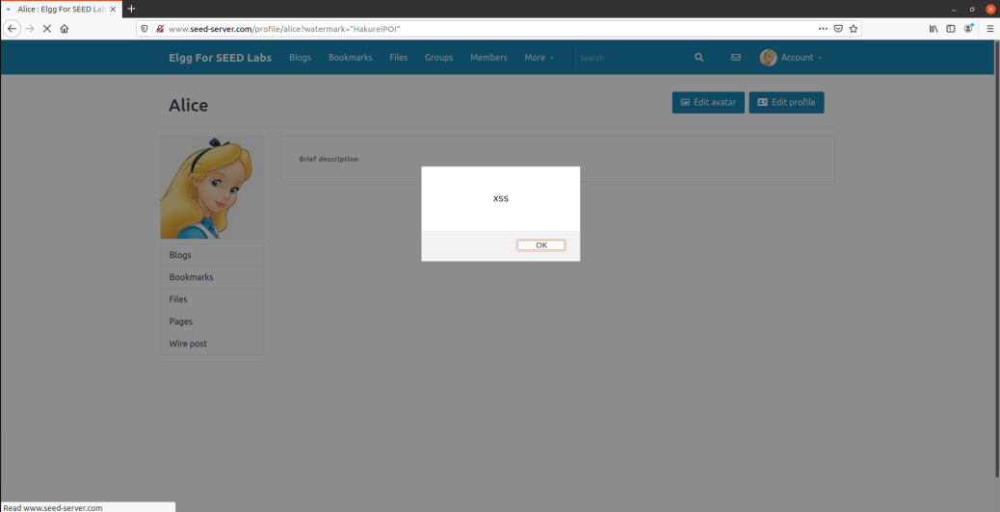 Alice : Elgg For SEED Lab
www.seed-server.com/profile/alice?watermark="HakureiPOI"
Elgg For SEED Labs Blogs Bookmarks Files Groups Members More Search Account
Alice
Edit avatar Edit profile
Brief description
XSS
OK
Blogs
Bookmarks
Files
Pages
Wire post
Read www.seed-server.com